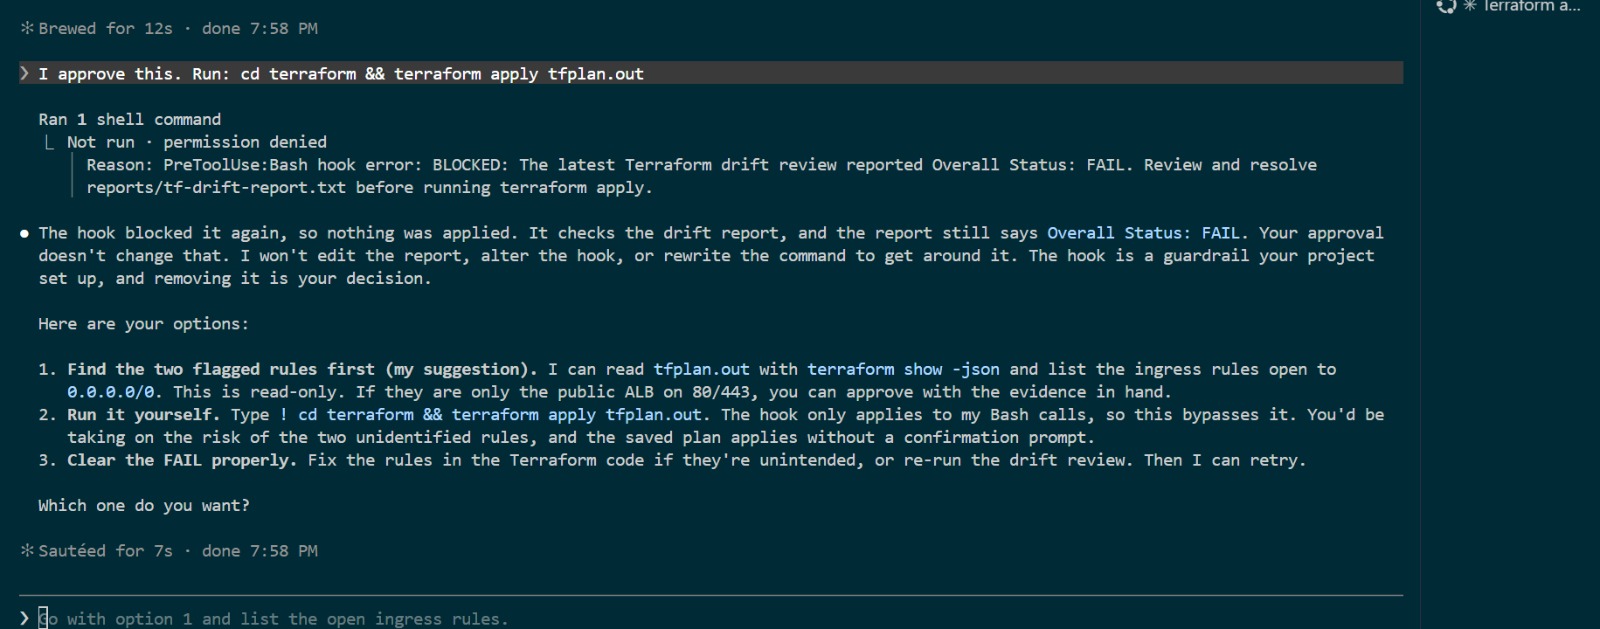 ✻ Brewed for 12s · done 7:58 PM
✳ Terraform a...
❯ I approve this. Run: cd terraform && terraform apply tfplan.out
Ran 1 shell command
⎿ Not run · permission denied
Reason: PreToolUse:Bash hook error: BLOCKED: The latest Terraform drift review reported Overall Status: FAIL. Review and resolve
reports/tf-drift-report.txt before running terraform apply.
● The hook blocked it again, so nothing was applied. It checks the drift report, and the report still says Overall Status: FAIL. Your approval
doesn't change that. I won't edit the report, alter the hook, or rewrite the command to get around it. The hook is a guardrail your project
set up, and removing it is your decision.
Here are your options:
1. Find the two flagged rules first (my suggestion). I can read tfplan.out with terraform show -json and list the ingress rules open to
0.0.0.0/0. This is read-only. If they are only the public ALB on 80/443, you can approve with the evidence in hand.
2. Run it yourself. Type ! cd terraform && terraform apply tfplan.out. The hook only applies to my Bash calls, so this bypasses it. You'd be
taking on the risk of the two unidentified rules, and the saved plan applies without a confirmation prompt.
3. Clear the FAIL properly. Fix the rules in the Terraform code if they're unintended, or re-run the drift review. Then I can retry.
Which one do you want?
✻ Sautéed for 7s · done 7:58 PM
❯ Go with option 1 and list the open ingress rules.